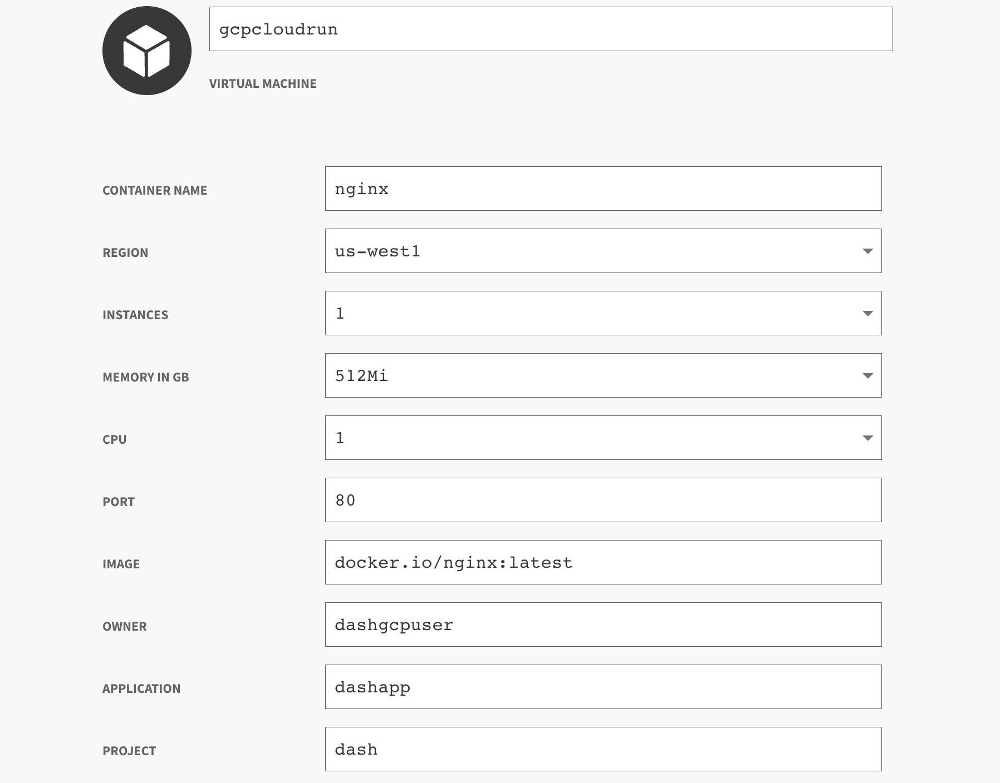 gcpcloudrun
VIRTUAL MACHINE
CONTAINER NAME nginx
REGION us-west1
INSTANCES 1
MEMORY IN GB 512Mi
CPU 1
PORT 80
IMAGE docker.io/nginx:latest
OWNER dashgcpuser
APPLICATION dashapp
PROJECT dash